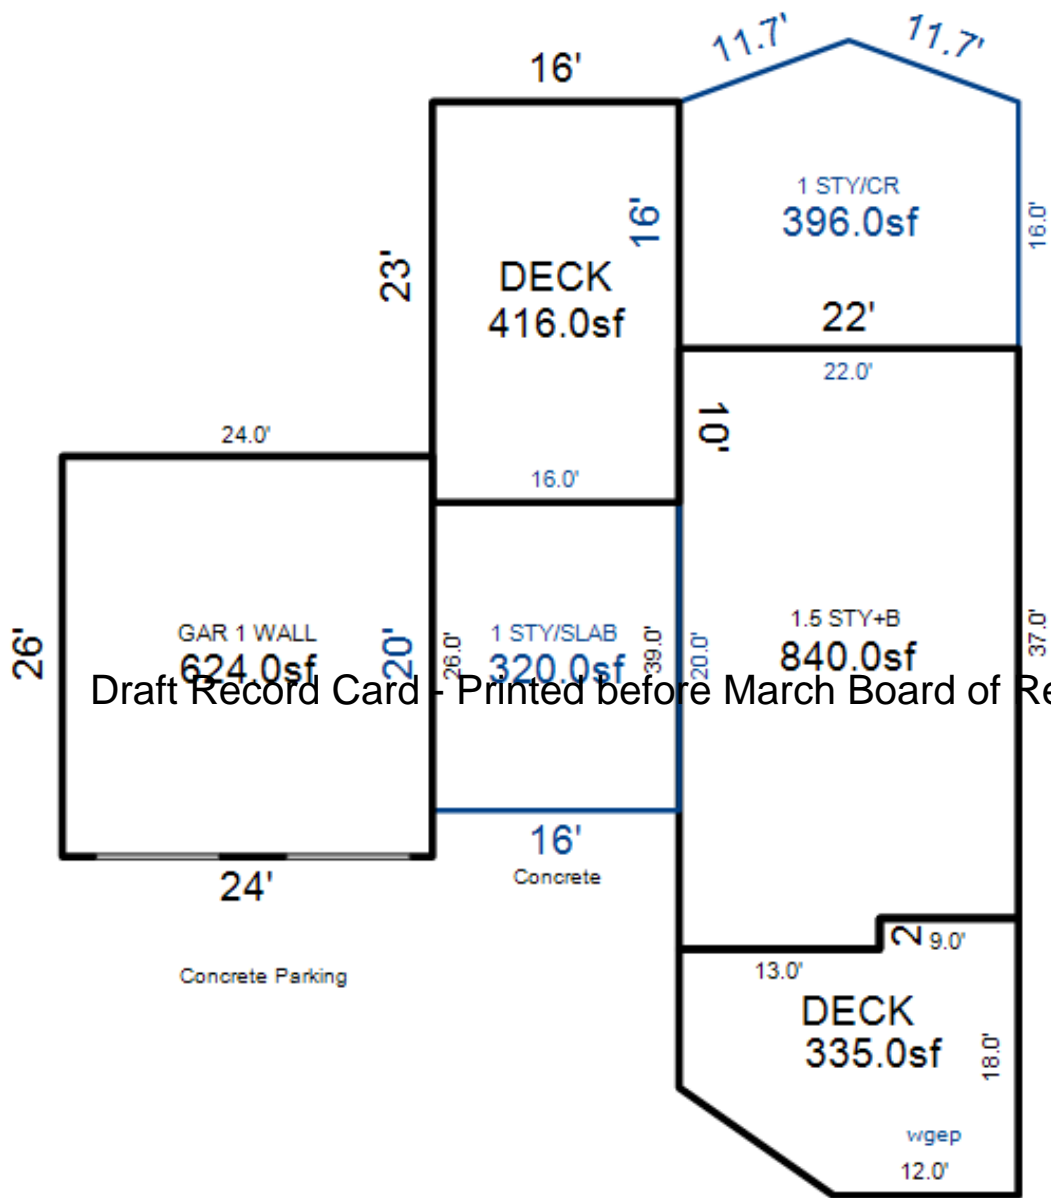 11.7'
11.7'
16'
1 STY/CR
396.0sf
16'
16.0'
23'
DECK
416.0sf
22'
22.0'
10'
24.0'
16.0'
26'
GAR 1 WALL
624.0sf
20'
26.0'
1 STY/SLAB
320.0sf
39.0'
20.0'
1.5 STY+B
840.0sf
37.0'
Draft Record Card - Printed before March Board of Re
16'
24'
Concrete
2
9.0'
13.0'
Concrete Parking
DECK
335.0sf
18.0'
wgep
12.0'